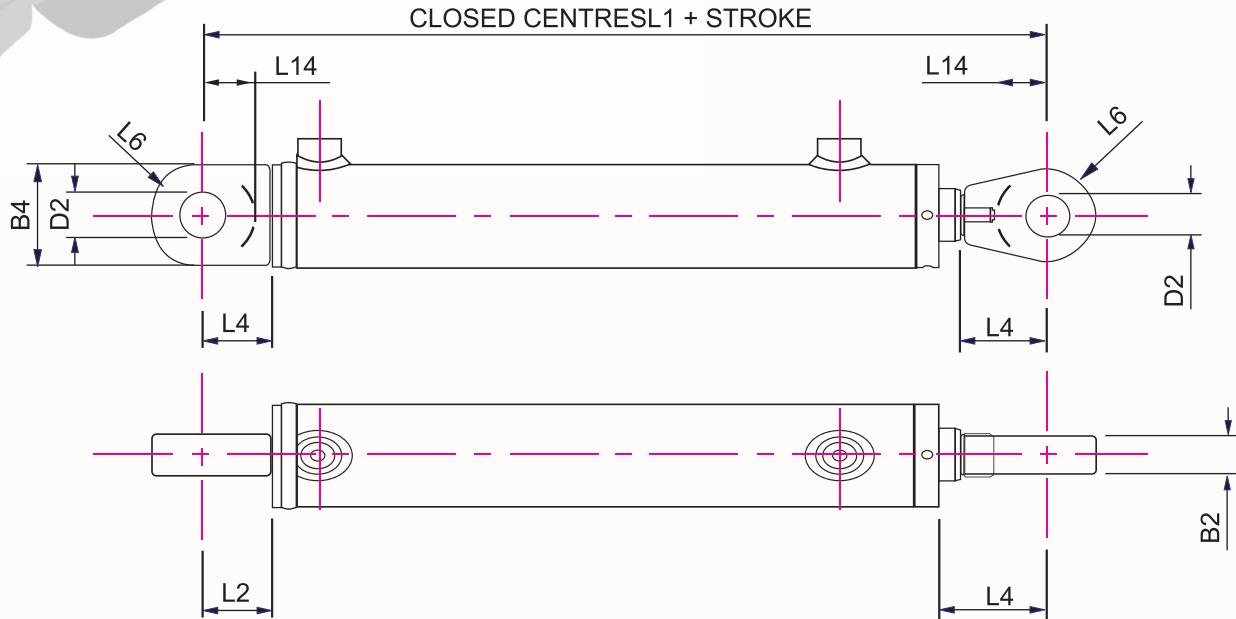 CLOSED CENTRESL1 + STROKE
L14
L14
L6
L6
B4
D2
D2
L4
L4
B2
L2
L4